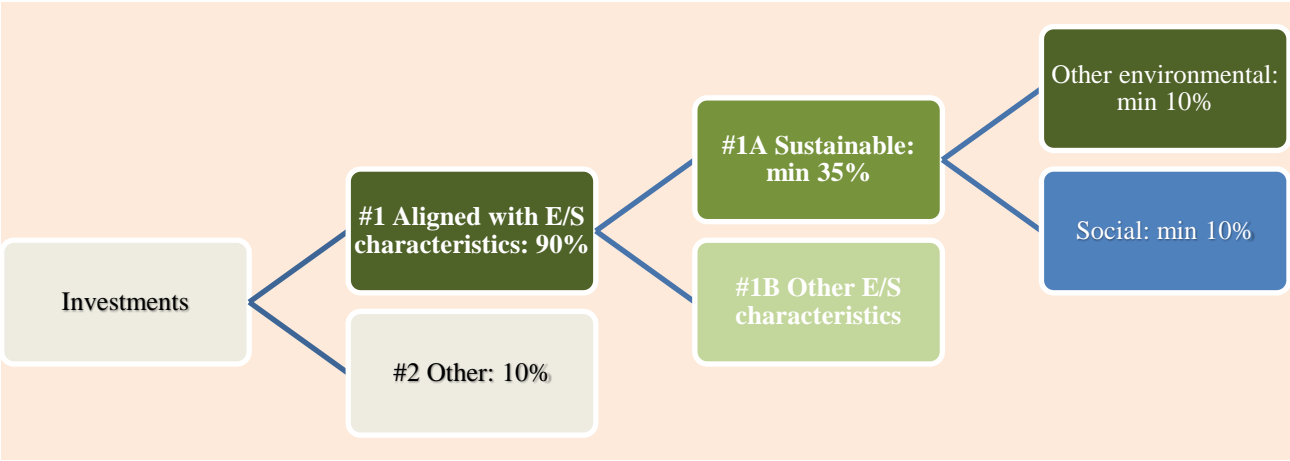 Investments
#1 Aligned with E/S
characteristics: 90%
#2 Other: 10%
#1A Sustainable:
min 35%
#1B Other E/S
characteristics
Other environmental:
min 10%
Social: min 10%